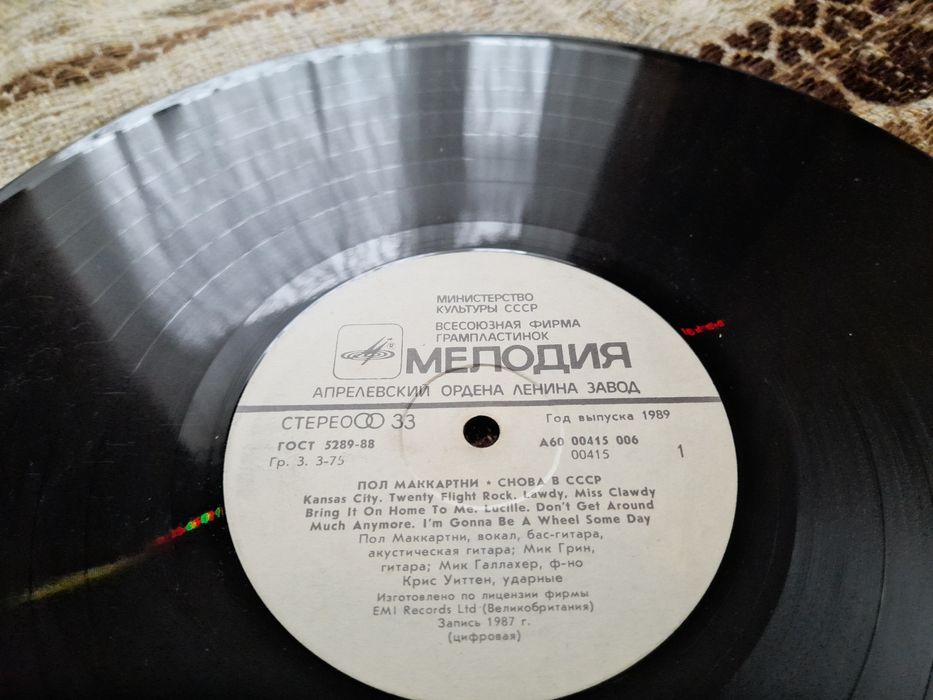 МИНИСТЕРСТВО
КУЛЬТУРЫ СССР
ВСЕСОЮЗНАЯ ФИРМА
ГРАМПЛАСТИНОК
МЕЛОДИЯ
АПРЕЛЕВСКИЙ ОРДЕНА ЛЕНИНА ЗАВОД
СТЕРЕО 33
Год выпуска 1989
ГОСТ 5289-88
А60 00415 006
Гр. 3. 3-75
00415
1
ПОЛ МАККАРТНИ • СНОВА В СССР
Kansas City. Twenty Flight Rock. Lawdy, Miss Clawdy
Bring It On Home To Me. Lucille. Don't Get Around
Much Anymore. I'm Gonna Be A Wheel Some Day
Пол Маккартни, вокал, бас-гитара,
акустическая гитара; Мик Грин,
гитара; Мик Галлахер, ф-но
Крис Уиттен, ударные
Изготовлено по лицензии фирмы
EMI Records Ltd (Великобритания)
Запись 1987 г.
(цифровая)